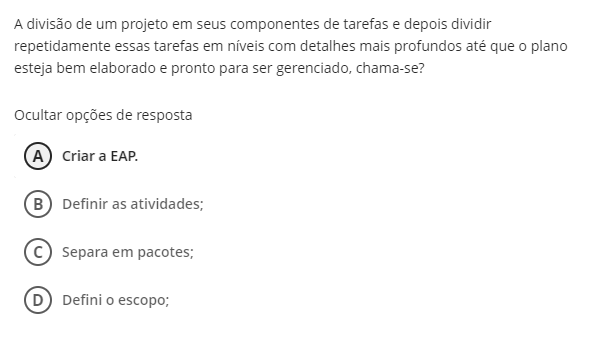 A divisão de um projeto em seus componentes de tarefas e depois dividir
repetidamente essas tarefas em níveis com detalhes mais profundos até que o plano
esteja bem elaborado e pronto para ser gerenciado, chama-se?
Ocultar opções de resposta
A Criar a EAP.
B Definir as atividades;
C Separa em pacotes;
D Defini o escopo;